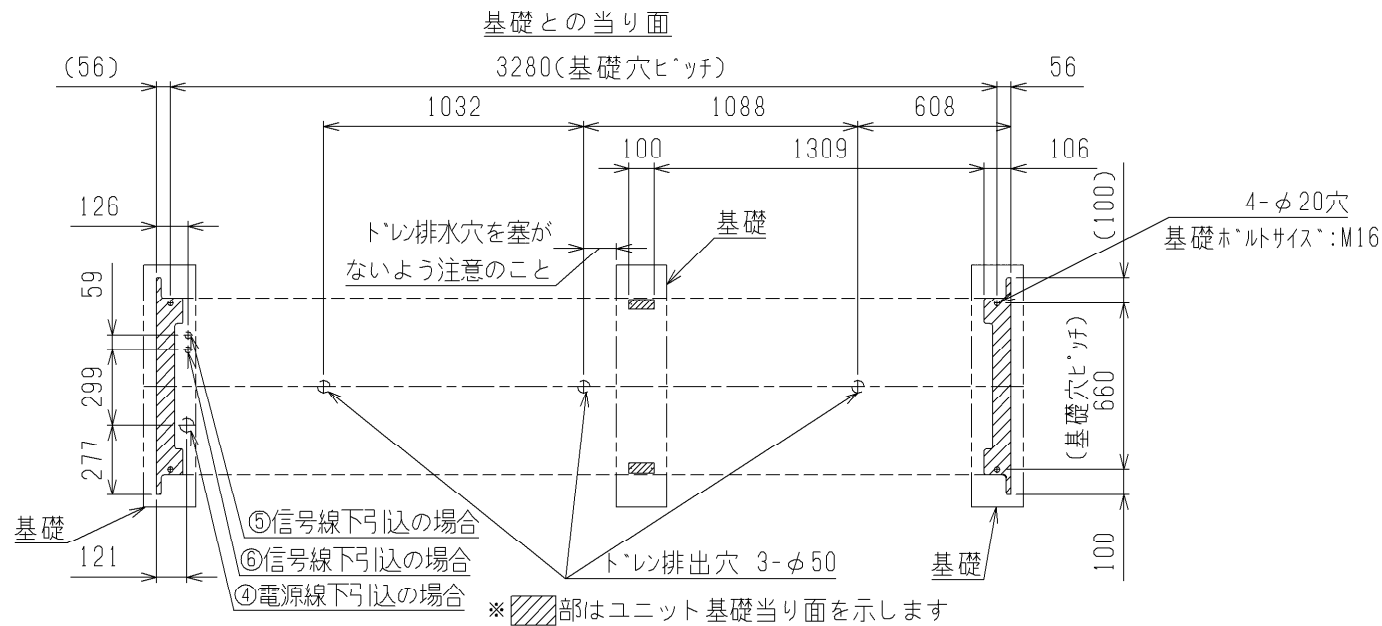 基礎との当り面
(56)
3280(基礎穴ピッチ)
56
1032
1088
608
100
1309
106
126
ドレン排水穴を塞が
ないよう注意のこと
基礎
(100)
4-φ20穴
基礎ボルトサイズ:M16
59
299
277
(基礎穴ピッチ)
660
100
基礎
121
⑤信号線下引込の場合
⑥信号線下引込の場合
④電源線下引込の場合
ドレン排出穴 3-φ50
基礎
※部はユニット基礎当り面を示します